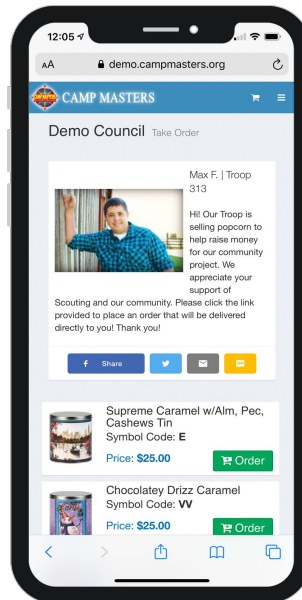 12:05
AA demo.campmasters.org
CAMP MASTERS
Demo Council Take Order
Max F. | Troop
313
Hi! Our Troop is
selling popcorn to
help raise money
for our community
project. We
appreciate your
support of
Scouting and our community. Please click the link
provided to place an order that will be delivered
directly to you! Thank you!
Share
Supreme Caramel w/Alm, Pec,
Cashews Tin
Symbol Code: E
Price: $25.00
Order
Chocolatey Drizz Caramel
Symbol Code: VV
Price: $25.00
Order